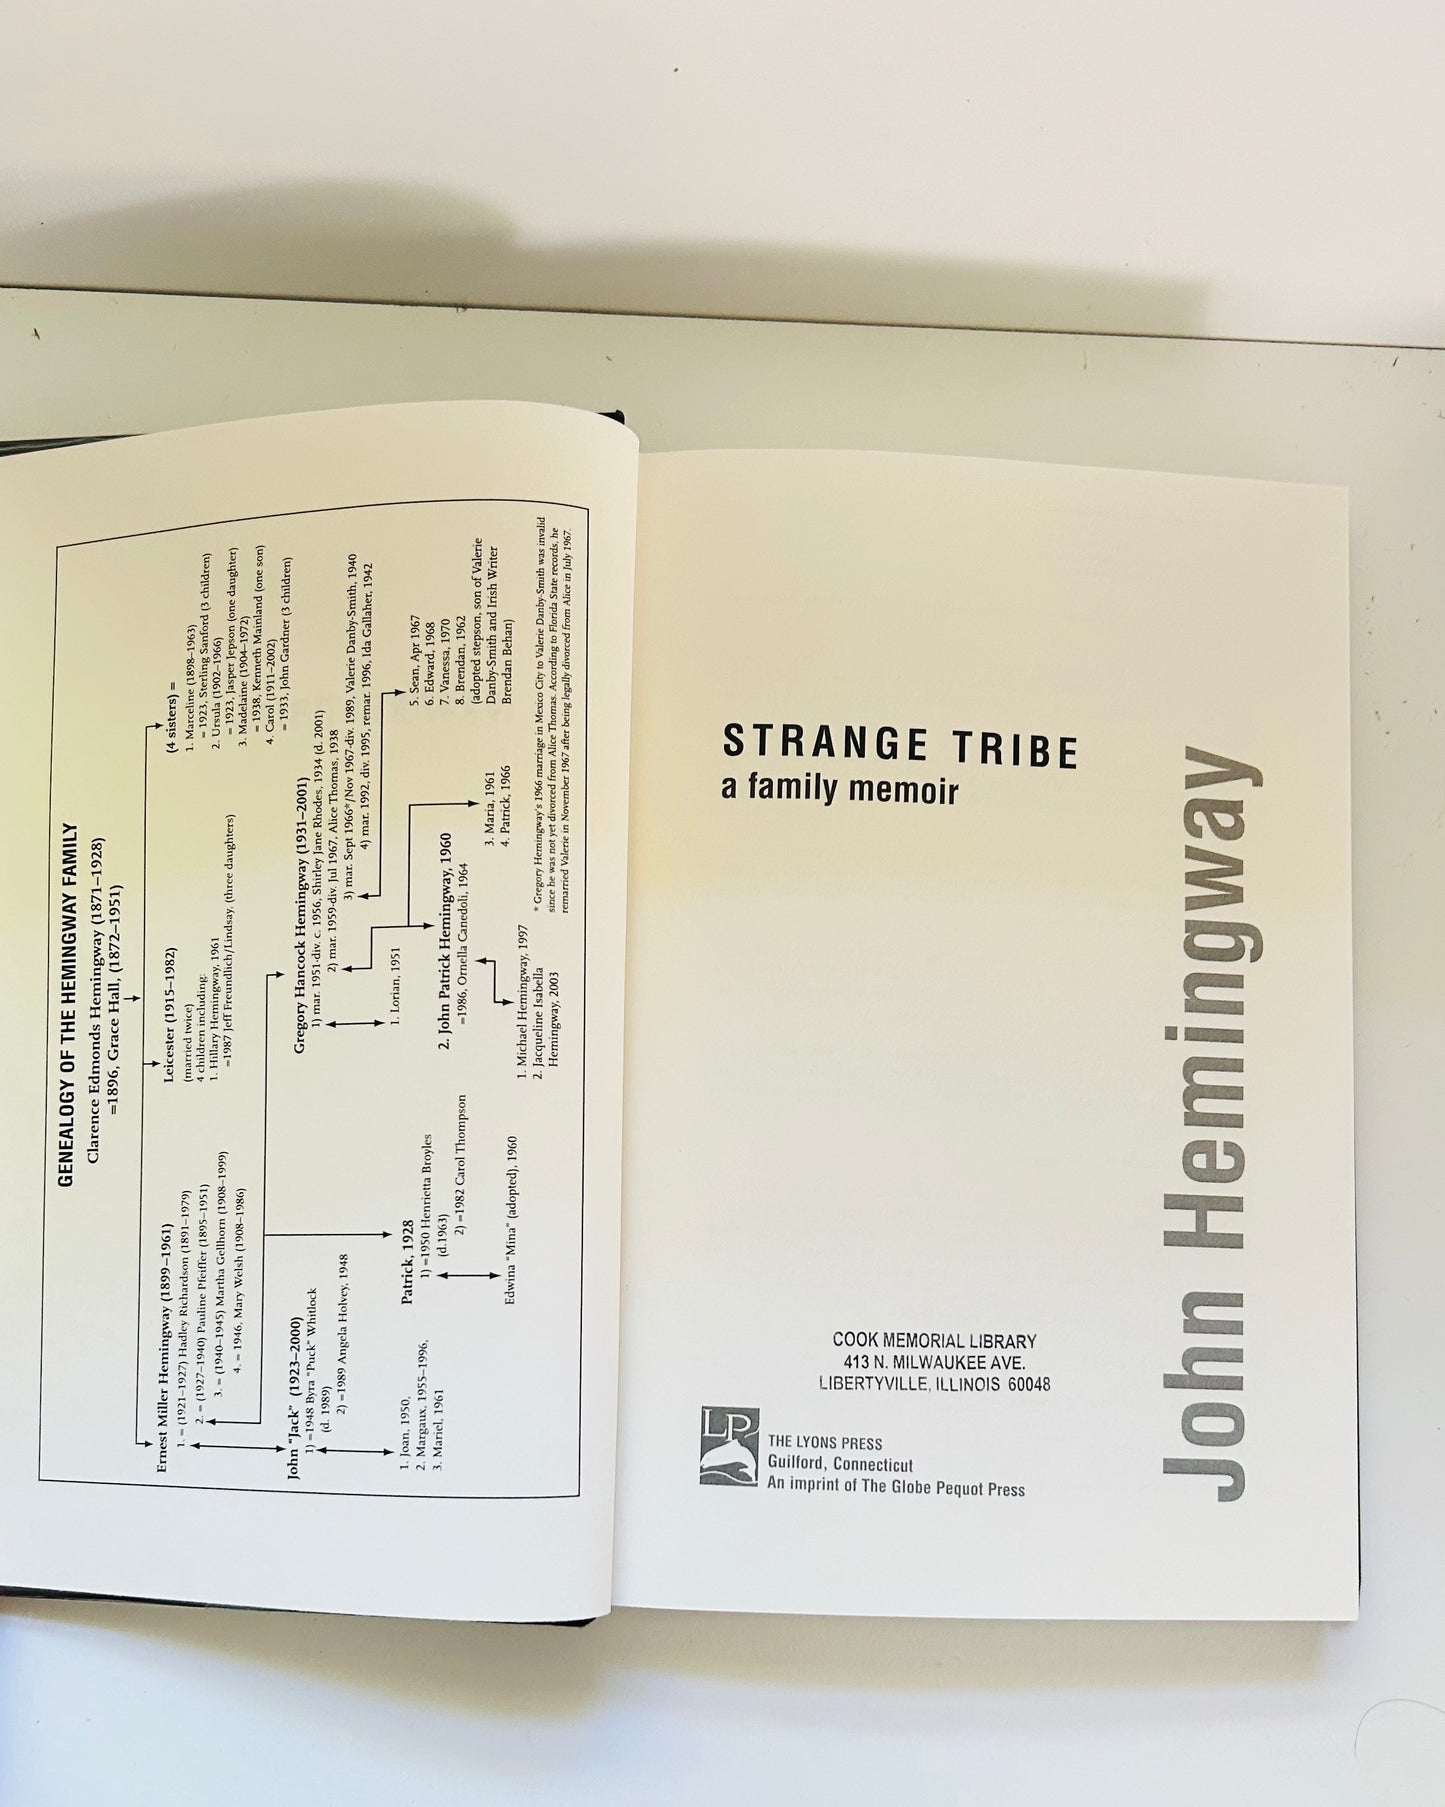 GENEALOGY OF THE HEMINGWAY FAMILY
Clarence Edmonds Hemingway (1871–1928)
=1896, Grace Hall, (1872–1951)
Ernest Miller Hemingway (1899–1961)
1. = (1921–1927) Hadley Richardson (1891–1979)
2. = (1927–1940) Pauline Pfeiffer (1895–1951)
3. = (1940–1945) Martha Gellhorn (1908–1999)
4. = 1946, Mary Welsh (1908–1986)
Leicester (1915–1982)
(married twice)
4 children including:
1. Hillary Hemingway, 1961
=1987 Jeff Freundlich/Lindsay, (three daughters)
(4 sisters) =
1. Marceline (1898–1963)
= 1923, Sterling Sanford (3 children)
2. Ursula (1902–1966)
= 1923, Jasper Jepson (one daughter)
3. Madelaine (1904–1972)
= 1938, Kenneth Mainland (one son)
4. Carol (1911–2002)
= 1933, John Gardner (3 children)
John "Jack" (1923–2000)
1) =1948 Byra "Puck" Whitlock
(d. 1989)
2) =1989 Angela Holvey, 1948
1. Joan, 1950,
2. Margaux, 1955–1996,
3. Mariel, 1961
Patrick, 1928
1) =1950 Henrietta Broyles
(d.1963)
2) =1982 Carol Thompson
Edwina "Mina" (adopted), 1960
Gregory Hancock Hemingway (1931–2001)
1) mar. 1951-div. c. 1956, Shirley Jane Rhodes, 1934 (d. 2001)
2) mar. 1959-div. Jul 1967, Alice Thomas, 1938
3) mar. Sept 1966*/Nov 1967-div. 1989, Valerie Danby-Smith, 1940
4) mar. 1992, div. 1995, remar. 1996, Ida Gallaher, 1942
1. Lorian, 1951
2. John Patrick Hemingway, 1960
=1986, Ornella Canedoli, 1964
1. Michael Hemingway, 1997
2. Jacqueline Isabella
Hemingway, 2003
3. Maria, 1961
4. Patrick, 1966
5. Sean, Apr 1967
6. Edward, 1968
7. Vanessa, 1970
8. Brendan, 1962
(adopted stepson, son of Valerie
Danby-Smith and Irish Writer
Brendan Behan)
* Gregory Hemingway's 1966 marriage in Mexico City to Valerie Danby-Smith was invalid
since he was not yet divorced from Alice Thomas. According to Florida State records, he
remarried Valerie in November 1967 after being legally divorced from Alice in July 1967.
STRANGE TRIBE
a family memoir
John Hemingway
COOK MEMORIAL LIBRARY
413 N. MILWAUKEE AVE.
LIBERTYVILLE, ILLINOIS 60048
LP
THE LYONS PRESS
Guilford, Connecticut
An imprint of The Globe Pequot Press